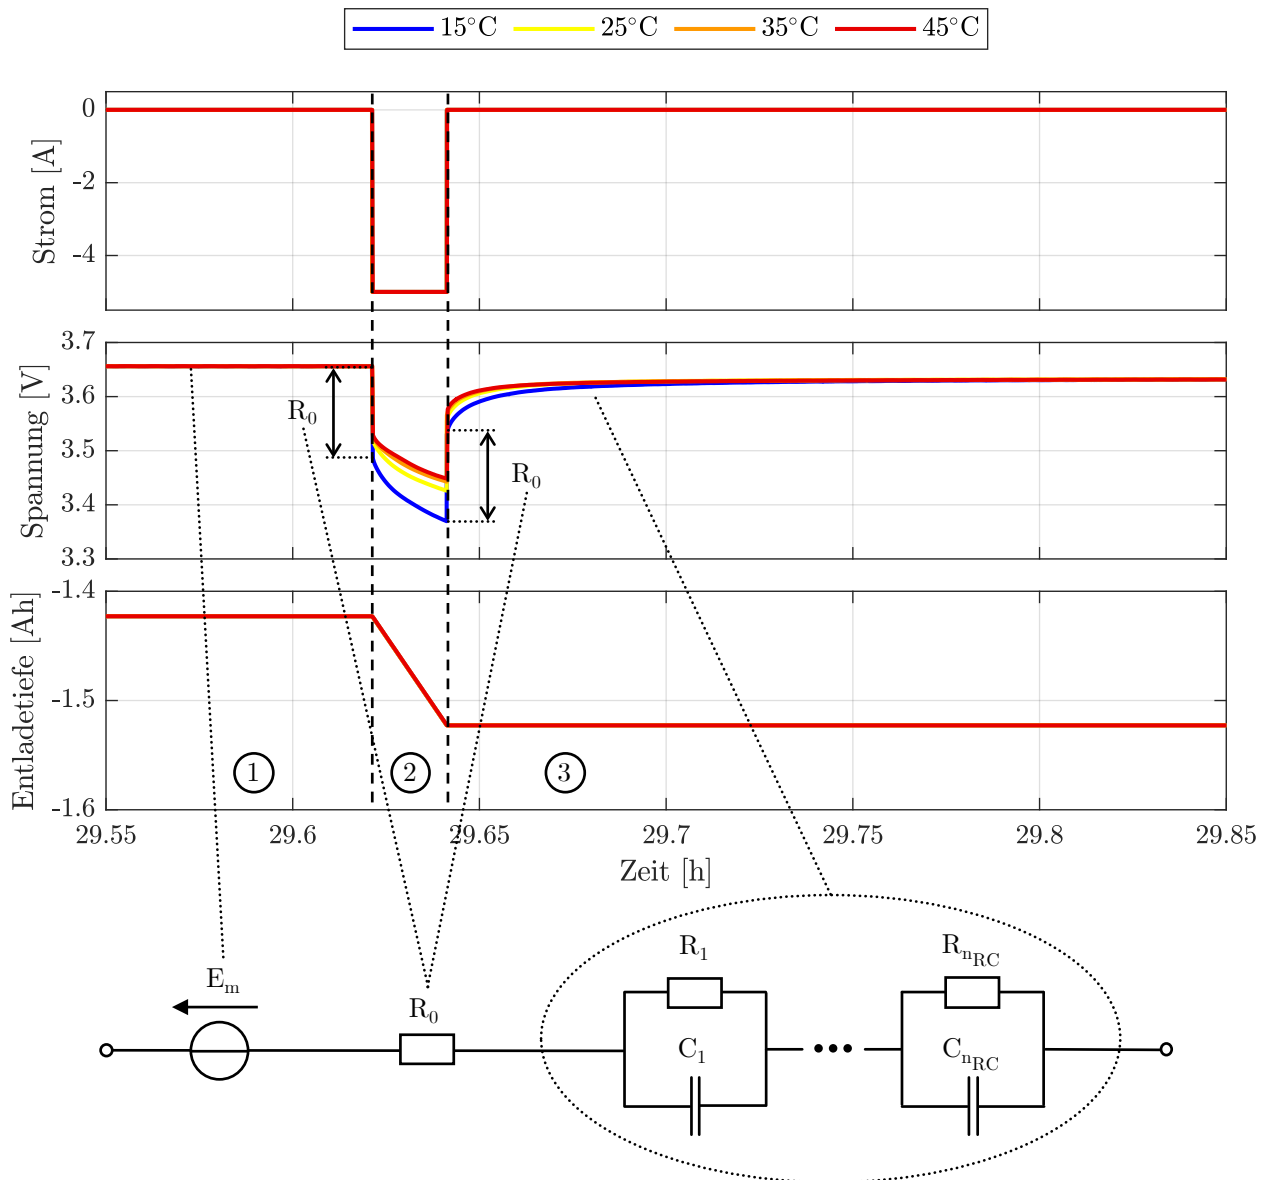 15°C 25°C 35°C 45°C
0
-2
-4
Strom [A]
3.7
3.6
3.5
3.4
3.3
Spannung [V]
R0
R0
-1.4
-1.5
-1.6
Entladetiefe [Ah]
1 2 3
29.55 29.6 29.65 29.7 29.75 29.8 29.85
Zeit [h]
Em
R0
R1
C1
RnRC
CnRC